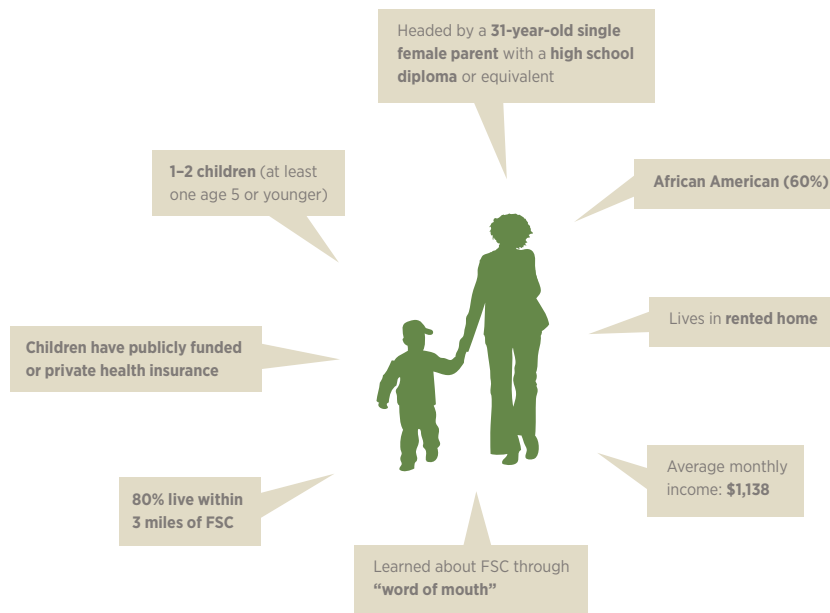 Headed by a 31-year-old single
female parent with a high school
diploma or equivalent
1–2 children (at least
one age 5 or younger)
African American (60%)
Lives in rented home
Children have publicly funded
or private health insurance
Average monthly
income: $1,138
80% live within
3 miles of FSC
Learned about FSC through
“word of mouth”